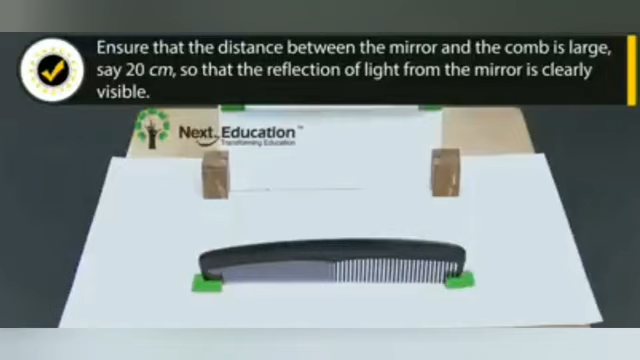 Ensure that the distance between the mirror and the comb is large,
say 20 cm, so that the reflection of light from the mirror is clearly
visible.
Next Education™
Transforming Education